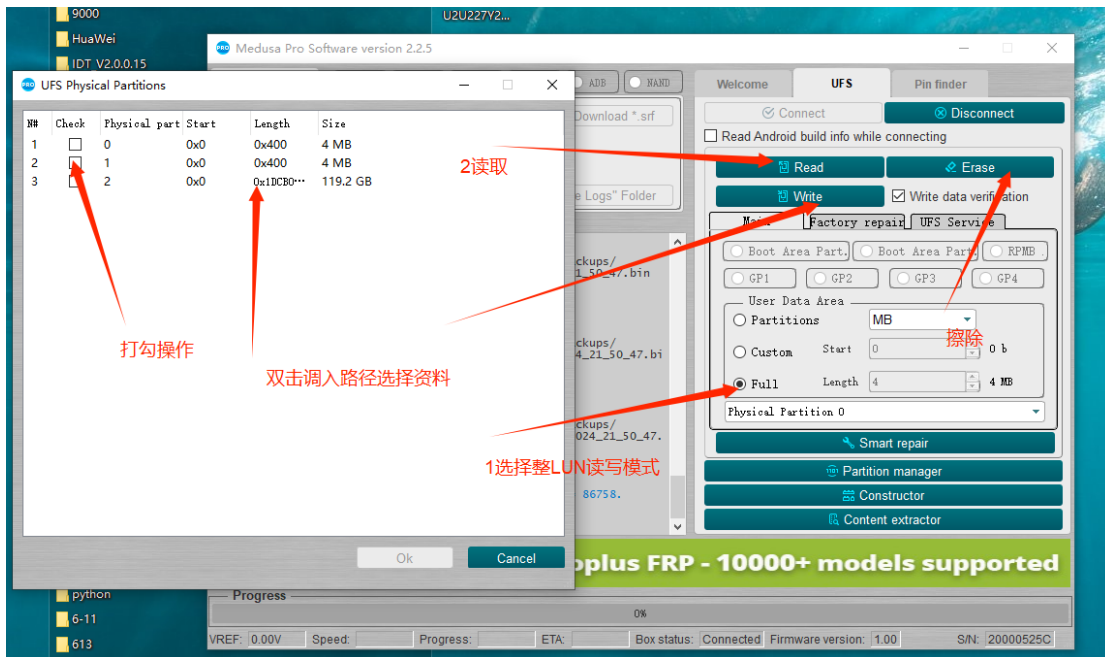 9000
U2U227Y2...
HuaWei
IDT_V2.0.0.15
Medusa Pro Software version 2.2.5
UFS Physical Partitions
N# Check Physical part Start Length Size
1 0 0x0 0x400 4 MB
2 1 0x0 0x400 4 MB
3 2 0x0 0x1DCB0... 119.2 GB
打勾操作
双击调入路径选择资料
2读取
1选择整LUN读写模式
擦除
Ok Cancel
ADB NAND
Download *.srf
e Logs" Folder
ckups/
1_50_47.bin
ckups/
4_21_50_47.bi
ckups/
024_21_50_47.
86758.
Welcome UFS Pin finder
Connect Disconnect
Read Android build info while connecting
Read Erase
Write Write data verification
Main Factory repair UFS Service
Boot Area Part. Boot Area Part RPMB
GP1 GP2 GP3 GP4
User Data Area
Partitions MB
Custom Start 0 0 b
Full Length 4 4 MB
Physical Partition 0
Smart repair
Partition manager
Constructor
Content extractor
oplus FRP - 10000+ models supported
python
6-11
613
Progress
0%
VREF: 0.00V Speed: Progress: ETA: Box status: Connected Firmware version: 1.00 S/N: 20000525C